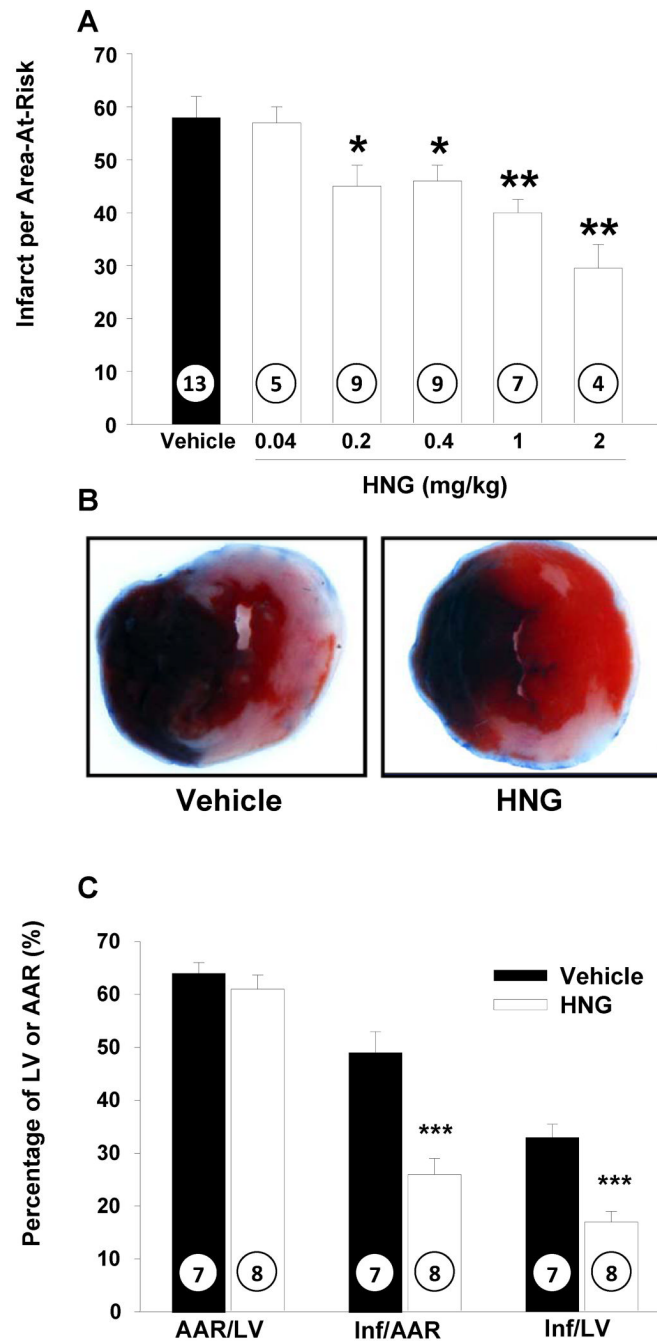 A
Infarct per Area-At-Risk
70
60
50
40
30
20
10
0
*
*
**
**
13
5
9
9
7
4
Vehicle
0.04
0.2
0.4
1
2
HNG (mg/kg)
B
Vehicle
HNG
C
Percentage of LV or AAR (%)
70
60
50
40
30
20
10
0
Vehicle
HNG
***
***
7
8
7
8
7
8
AAR/LV
Inf/AAR
Inf/LV